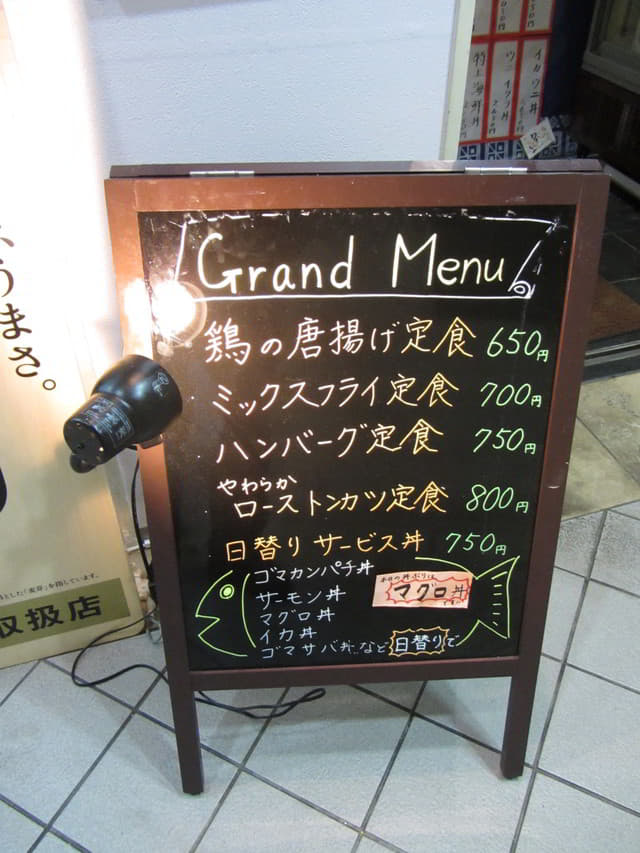 Grand Menu
鶏の唐揚げ定食 650円
ミックスフライ定食 700円
ハンバーグ定食 750円
やわらか
ローストンカツ定食 800円
日替りサービス丼 750円
ゴマカンパチ丼
サーモン丼
マグロ丼
イカ丼
ゴマサバ丼…など日替りで
本日の丼ぶりは
マグロ丼
です
うまさ。
取扱店
イカウニ丼
特上海鮮丼